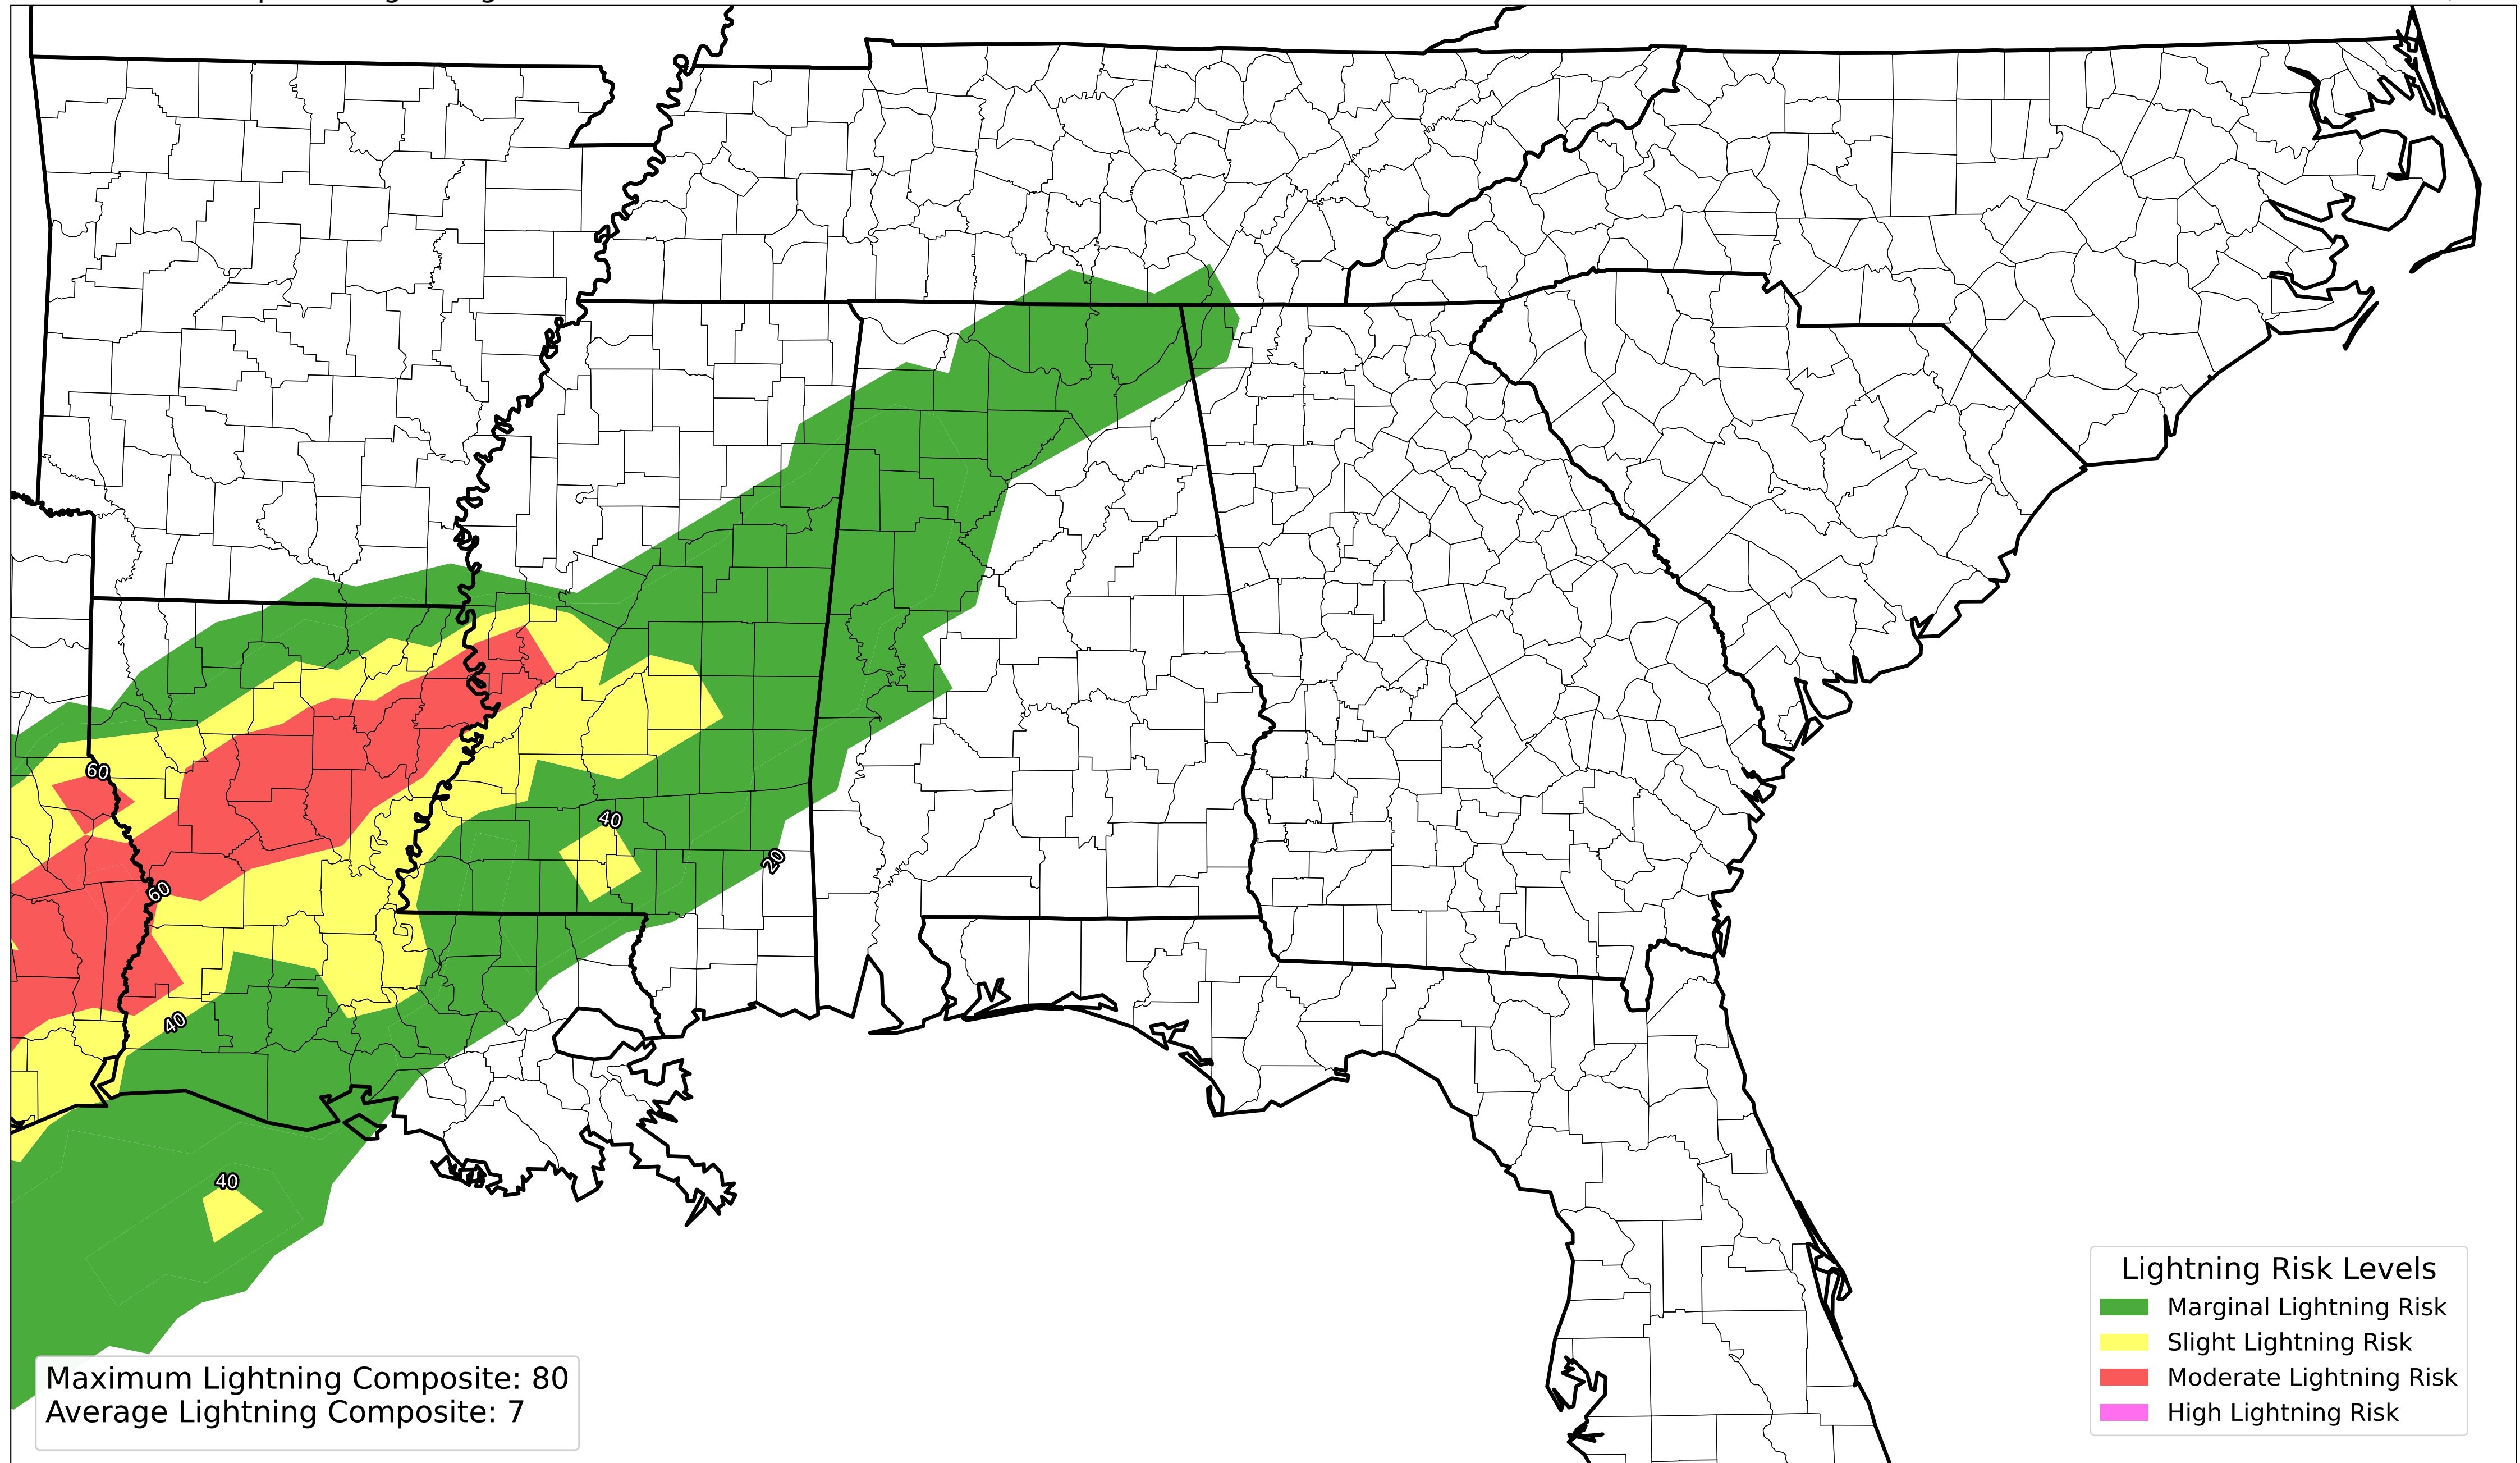 60
40
20
60
40
40
Lightning Risk Levels
Marginal Lightning Risk
Slight Lightning Risk
Moderate Lightning Risk
High Lightning Risk
Maximum Lightning Composite: 80
Average Lightning Composite: 7